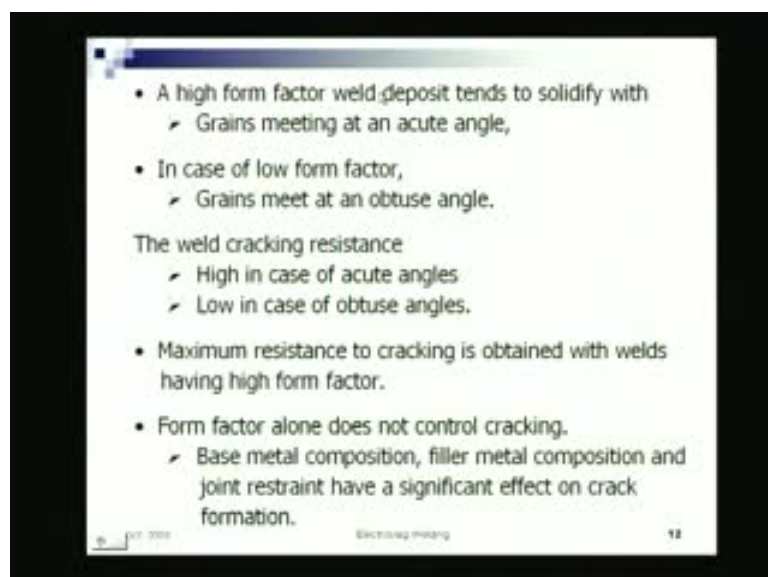 • A high form factor weld deposit tends to solidify with
➢ Grains meeting at an acute angle,
• In case of low form factor,
➢ Grains meet at an obtuse angle.
The weld cracking resistance
➢ High in case of acute angles
➢ Low in case of obtuse angles.
• Maximum resistance to cracking is obtained with welds
having high form factor.
• Form factor alone does not control cracking.
➢ Base metal composition, filler metal composition and
joint restraint have a significant effect on crack
formation.
Electroslag Welding
12